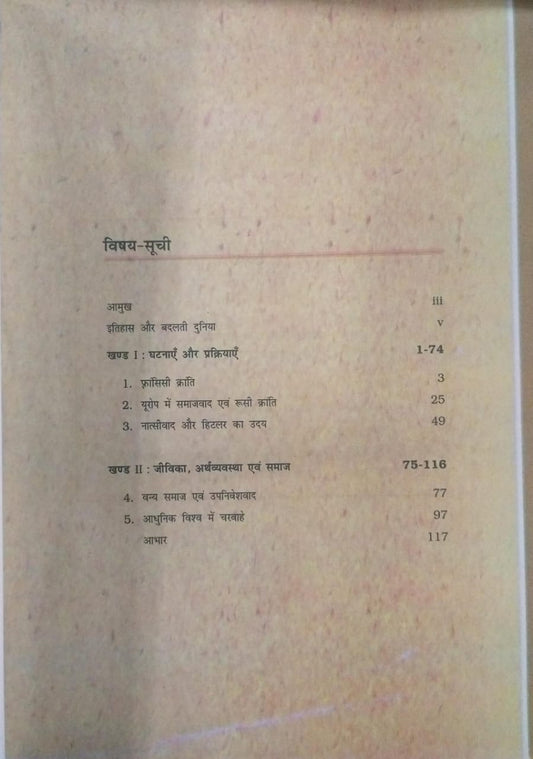 विषय-सूची
आमुख iii
इतिहास और बदलती दुनिया v
खण्ड I : घटनाएँ और प्रक्रियाएँ 1-74
1. फ़्रांसिसी क्रांति 3
2. यूरोप में समाजवाद एवं रूसी क्रांति 25
3. नात्सीवाद और हिटलर का उदय 49
खण्ड II : जीविका, अर्थव्यवस्था एवं समाज 75-116
4. वन्य समाज एवं उपनिवेशवाद 77
5. आधुनिक विश्व में चरवाहे 97
आभार 117